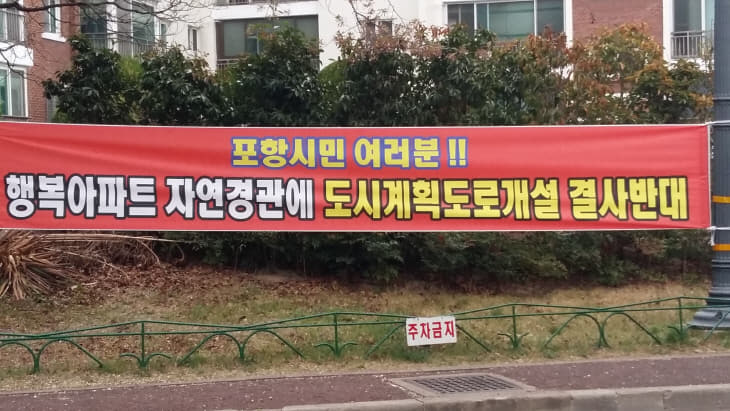 포항시민 여러분 !!
행복아파트 자연경관에 도시계획도로개설 결사반대
주차금지